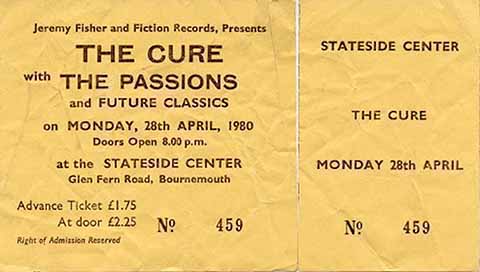 Jeremy Fisher and Fiction Records, Presents
THE CURE
with THE PASSIONS
and FUTURE CLASSICS
on MONDAY, 28th APRIL, 1980
Doors Open 8.00 p.m.
at the STATESIDE CENTER
Glen Fern Road, Bournemouth
Advance Ticket £1.75
At door £2.25 No 459
Right of Admission Reserved
STATESIDE CENTER
THE CURE
MONDAY 28th APRIL
No 459